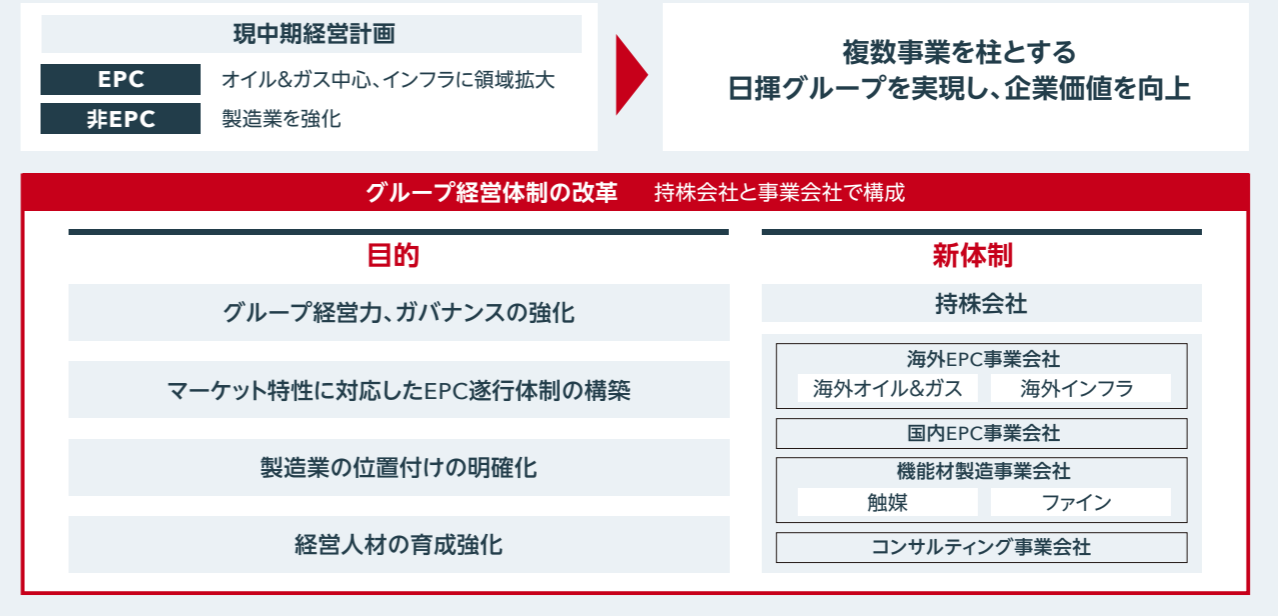 現中期経営計画
EPC オイル&ガス中心、インフラに領域拡大
非EPC 製造業を強化
複数事業を柱とする
日揮グループを実現し、企業価値を向上
グループ経営体制の改革 持株会社と事業会社で構成
目的
グループ経営力、ガバナンスの強化
マーケット特性に対応したEPC遂行体制の構築
製造業の位置付けの明確化
経営人材の育成強化
新体制
持株会社
海外EPC事業会社
海外オイル&ガス 海外インフラ
国内EPC事業会社
機能材製造事業会社
触媒 ファイン
コンサルティング事業会社